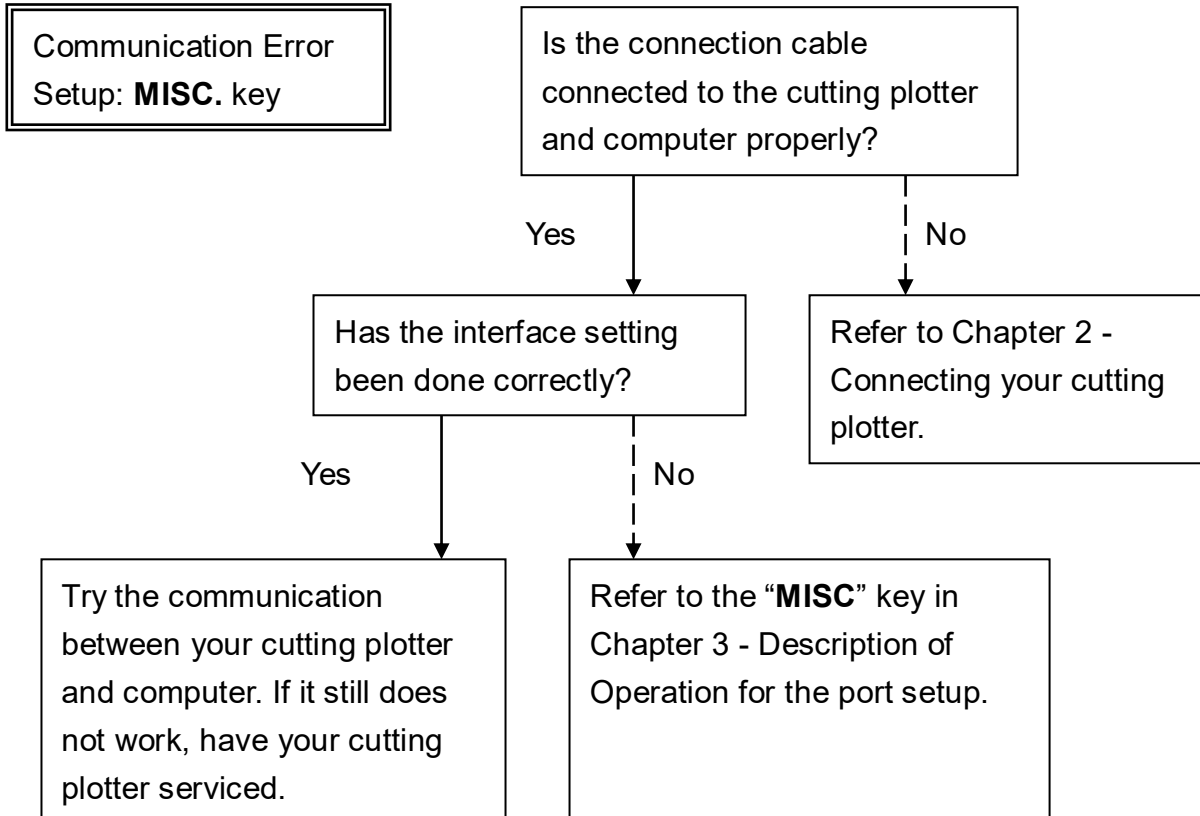 Communication Error
Setup: MISC. key
Is the connection cable
connected to the cutting plotter
and computer properly?
Yes
No
Has the interface setting
been done correctly?
Refer to Chapter 2 -
Connecting your cutting
plotter.
Yes
No
Try the communication
between your cutting plotter
and computer. If it still does
not work, have your cutting
plotter serviced.
Refer to the “MISC” key in
Chapter 3 - Description of
Operation for the port setup.